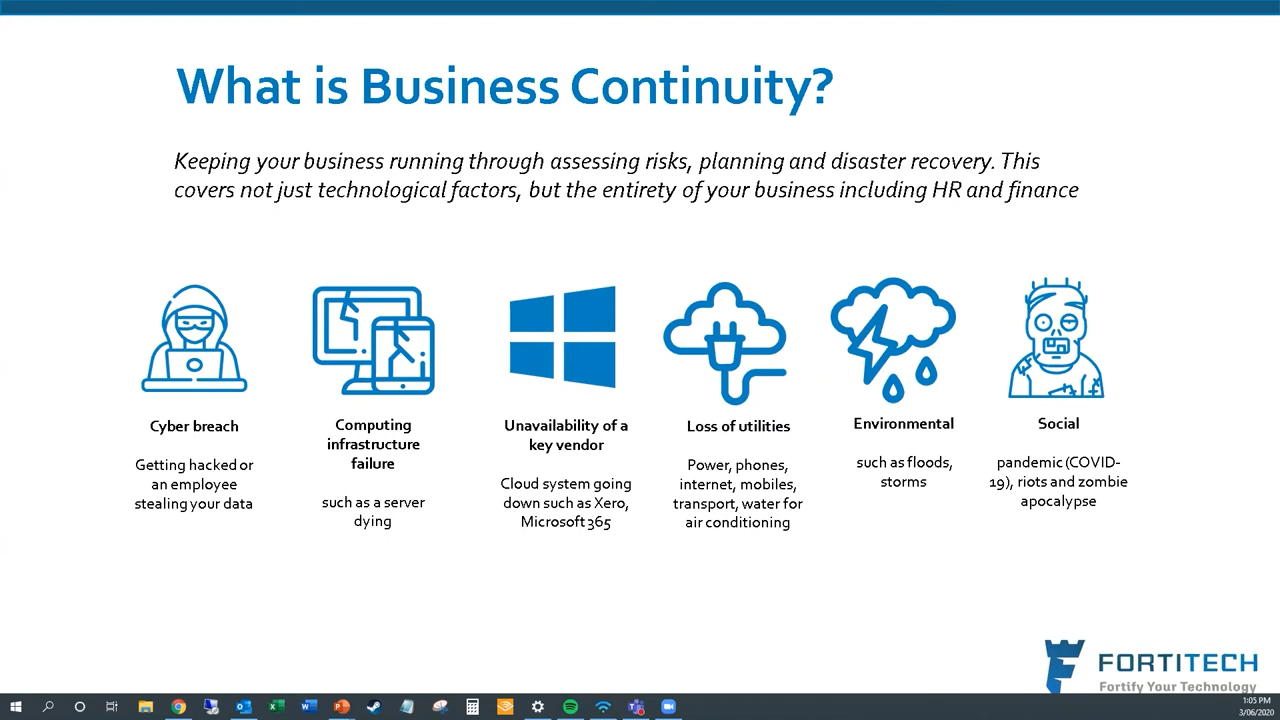 What is Business Continuity?
Keeping your business running through assessing risks, planning and disaster recovery. This
covers not just technological factors, but the entirety of your business including HR and finance
Cyber breach
Getting hacked or
an employee
stealing your data
Computing
infrastructure
failure
such as a server
dying
Unavailability of a
key vendor
Cloud system going
down such as Xero,
Microsoft 365
Loss of utilities
Power, phones,
internet, mobiles,
transport, water for
air conditioning
Environmental
such as floods,
storms
Social
pandemic (COVID-
19), riots and zombie
apocalypse
FORTITECH
Fortify Your Technology
1:05 PM
3/06/2020